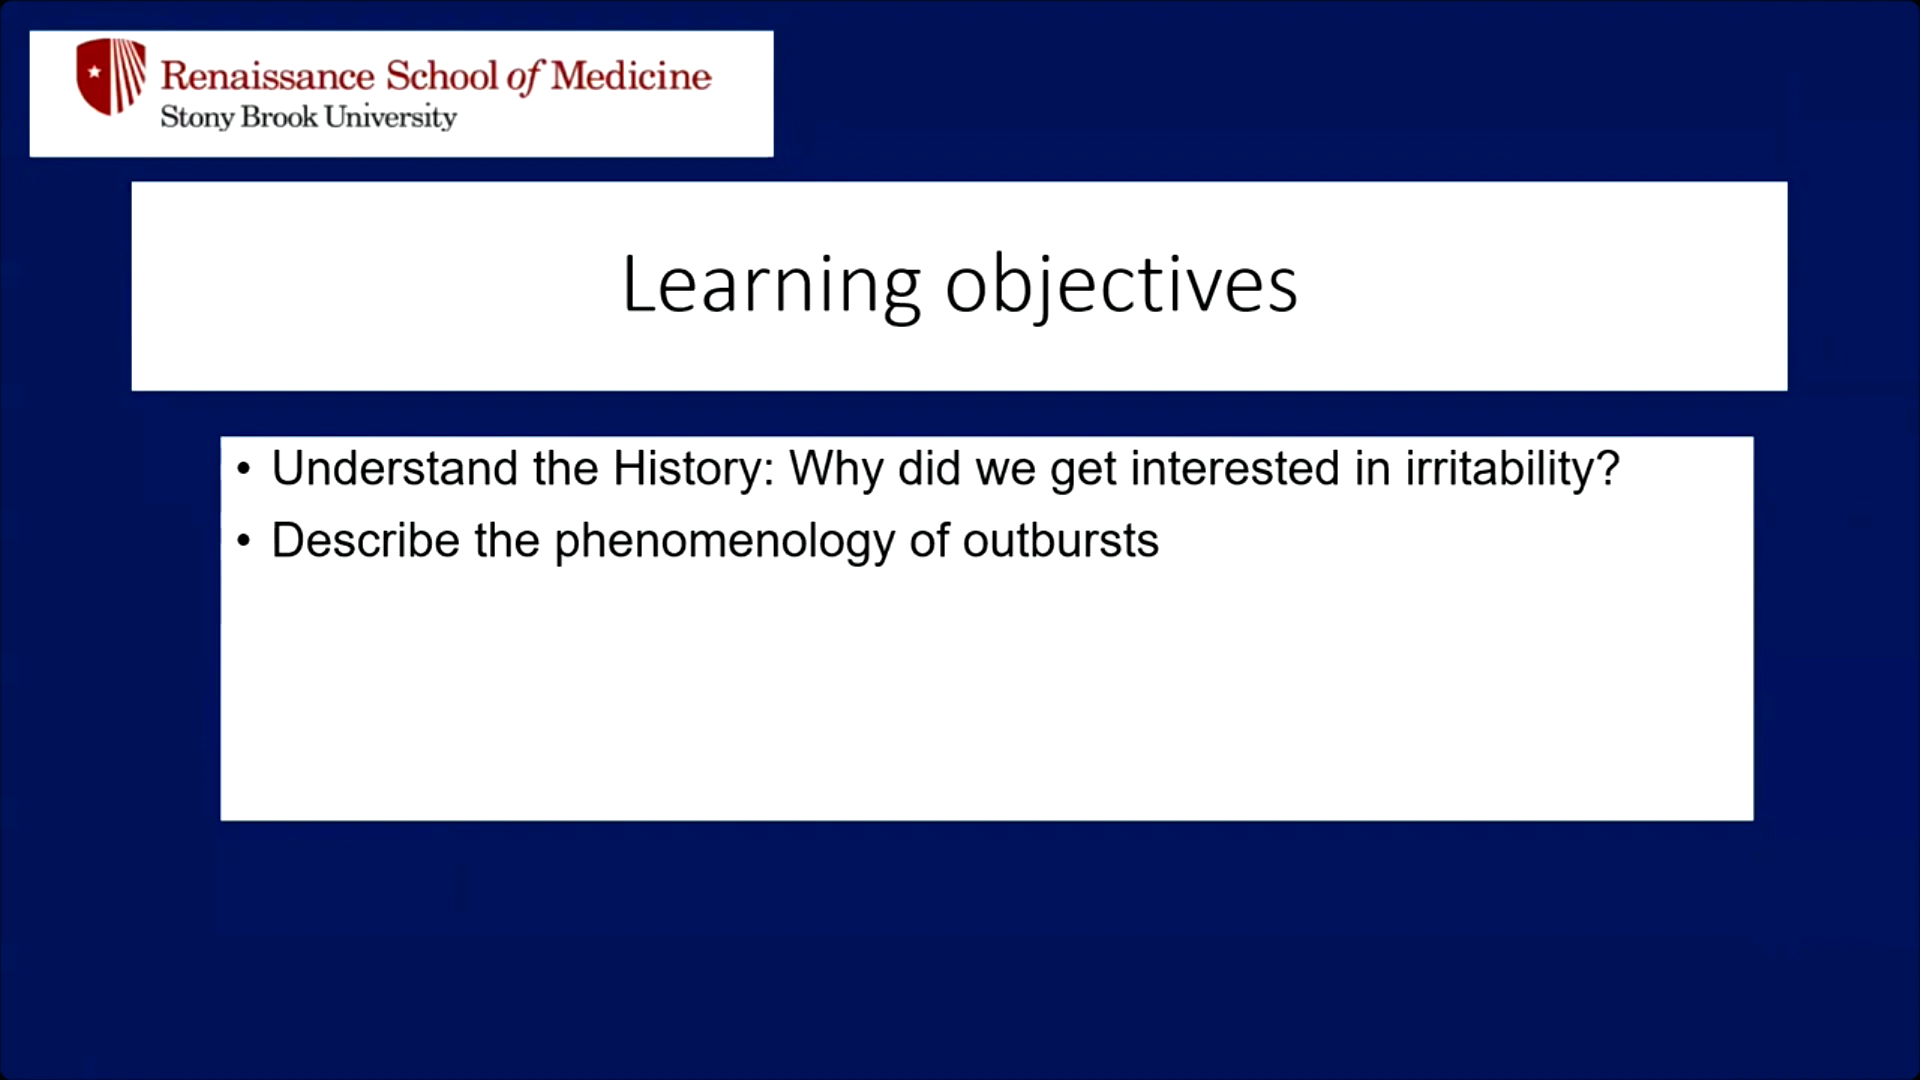 Renaissance School of Medicine
Stony Brook University
Learning objectives
• Understand the History: Why did we get interested in irritability?
• Describe the phenomenology of outbursts